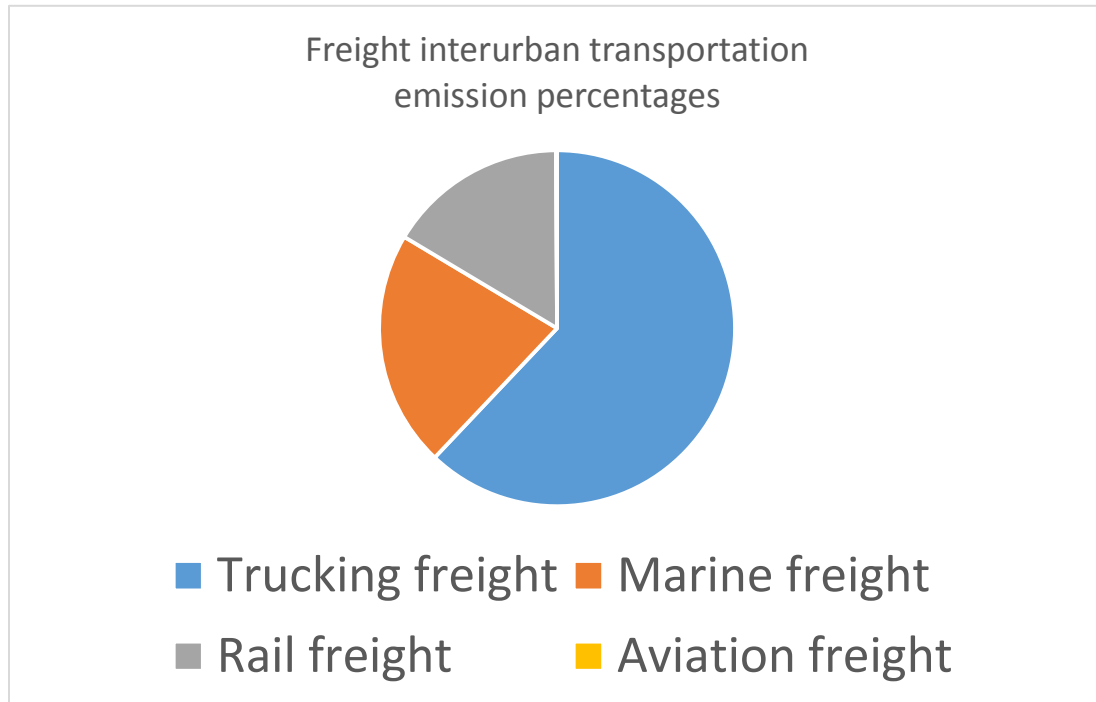 Freight interurban transportation
emission percentages
Trucking freight Marine freight
Rail freight Aviation freight